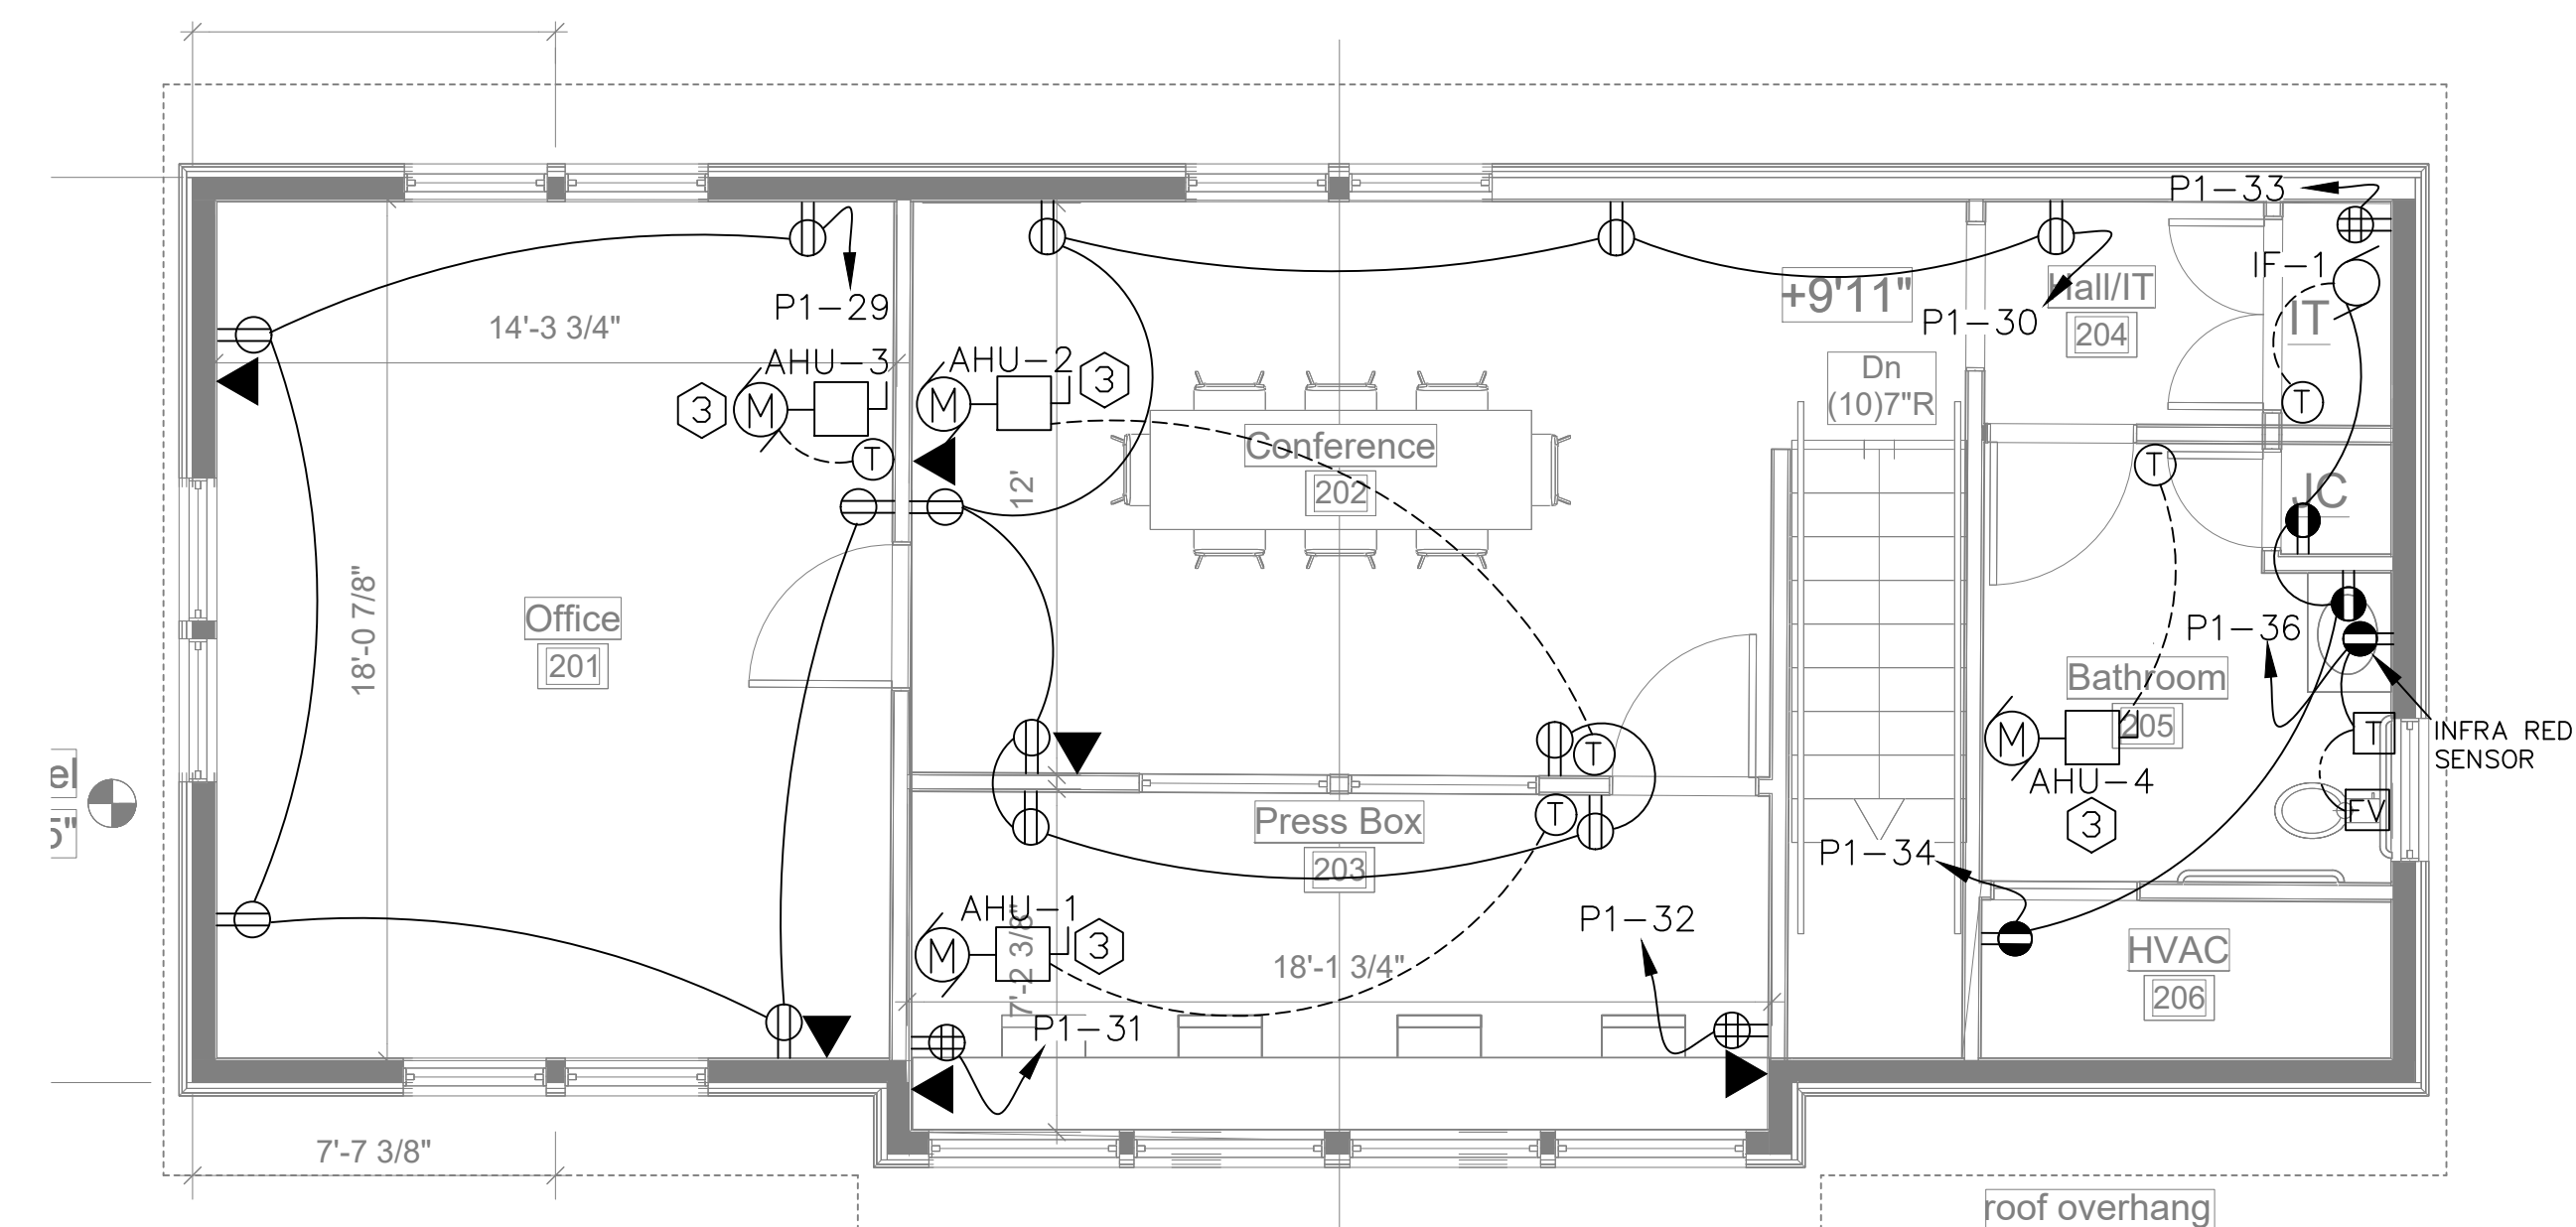 P1-33
IF-1
Hall/IT
204
IT
+9'11"
P1-29
P1-30
14'-3 3/4"
AHU-3
AHU-2
3
M
M
3
Dn
(10)7"R
T
T
Conference
202
T
12'
JC
18'-0 7/8"
Office
201
P1-36
Bathroom
205
M
T
INFRA RED
SENSOR
T
AHU-4
3
FV
el
5"
T
Press Box
203
P1-34
AHU-1
M
3
7'-2 3/8"
18'-1 3/4"
P1-32
HVAC
206
P1-31
7'-7 3/8"
roof overhang